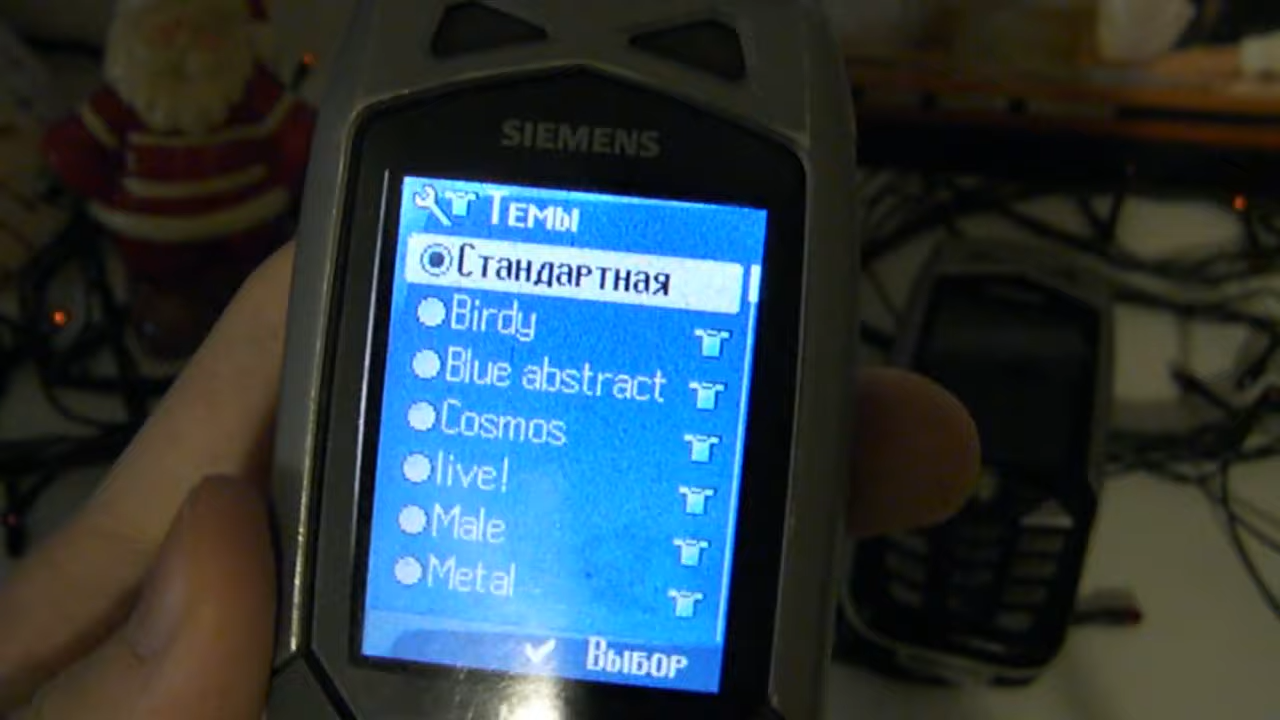 SIEMENS
Темы
Стандартная
Birdy
Blue abstract
Cosmos
live!
Male
Metal
Выбор